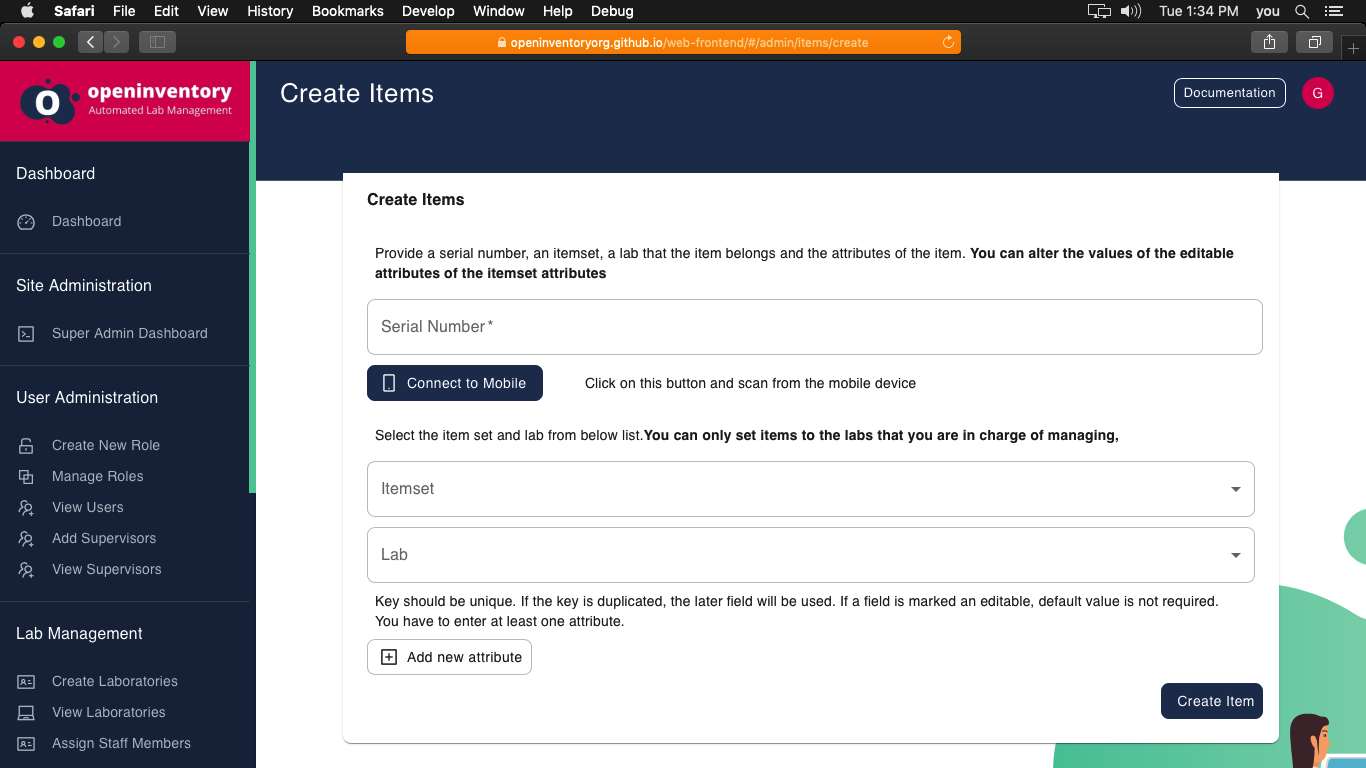 Safari File Edit View History Bookmarks Develop Window Help Debug Tue 1:34 PM you
openinventoryorg.github.io/web-frontend/#/admin/items/create
openinventory
Automated Lab Management
Create Items
Documentation
G
Dashboard
Dashboard
Site Administration
Super Admin Dashboard
User Administration
Create New Role
Manage Roles
View Users
Add Supervisors
View Supervisors
Lab Management
Create Laboratories
View Laboratories
Assign Staff Members
Create Items
Provide a serial number, an itemset, a lab that the item belongs and the attributes of the item. You can alter the values of the editable
attributes of the itemset attributes
Serial Number*
Connect to Mobile
Click on this button and scan from the mobile device
Select the item set and lab from below list.You can only set items to the labs that you are in charge of managing,
Itemset
Lab
Key should be unique. If the key is duplicated, the later field will be used. If a field is marked an editable, default value is not required.
You have to enter at least one attribute.
Add new attribute
Create Item